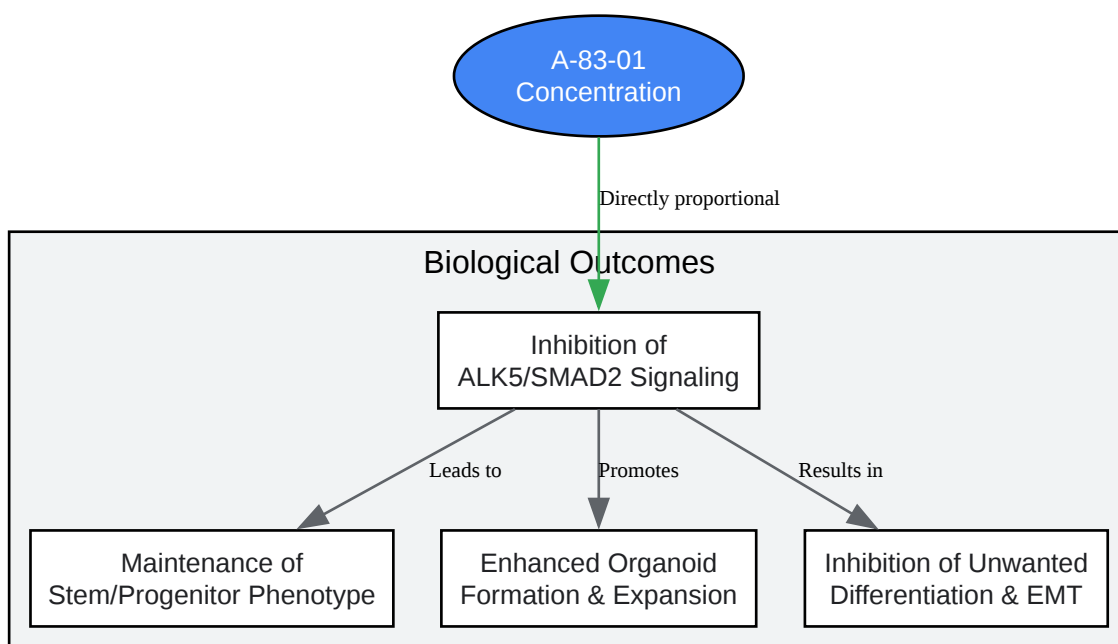 A-83-01
Concentration
Directly proportional
Biological Outcomes
Inhibition of
ALK5/SMAD2 Signaling
Leads to
Promotes
Results in
Maintenance of
Stem/Progenitor Phenotype
Enhanced Organoid
Formation & Expansion
Inhibition of Unwanted
Differentiation & EMT